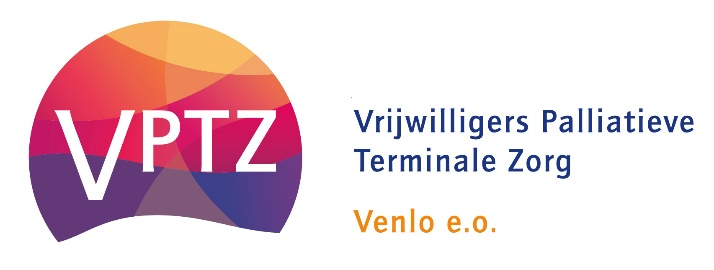 VPTZ
Vrijwilligers Palliatieve
Terminale Zorg
Venlo e.o.